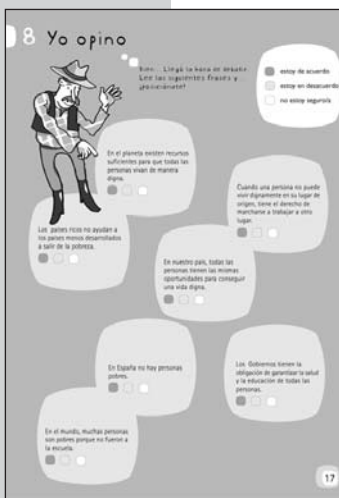 8 Yo opino
Bien... Llegó la hora de debatir.
Lee las siguientes frases y...
¡posiciónate!
estoy de acuerdo
estoy en desacuerdo
no estoy seguro/a
En el planeta existen recursos
suficientes para que todas las
personas vivan de manera
digna.
Cuando una persona no puede
vivir dignamente en su lugar de
origen, tiene el derecho de
marcharse a trabajar a otro
lugar.
Los países ricos no ayudan a
los países menos desarrollados
a salir de la pobreza.
En nuestro país, todas las
personas tienen las mismas
oportunidades para conseguir
una vida digna.
En España no hay personas
pobres.
Los Gobiernos tienen la
obligación de garantizar la salud
y la educación de todas las
personas.
En el mundo, muchas personas
son pobres porque no fueron a
la escuela.
17